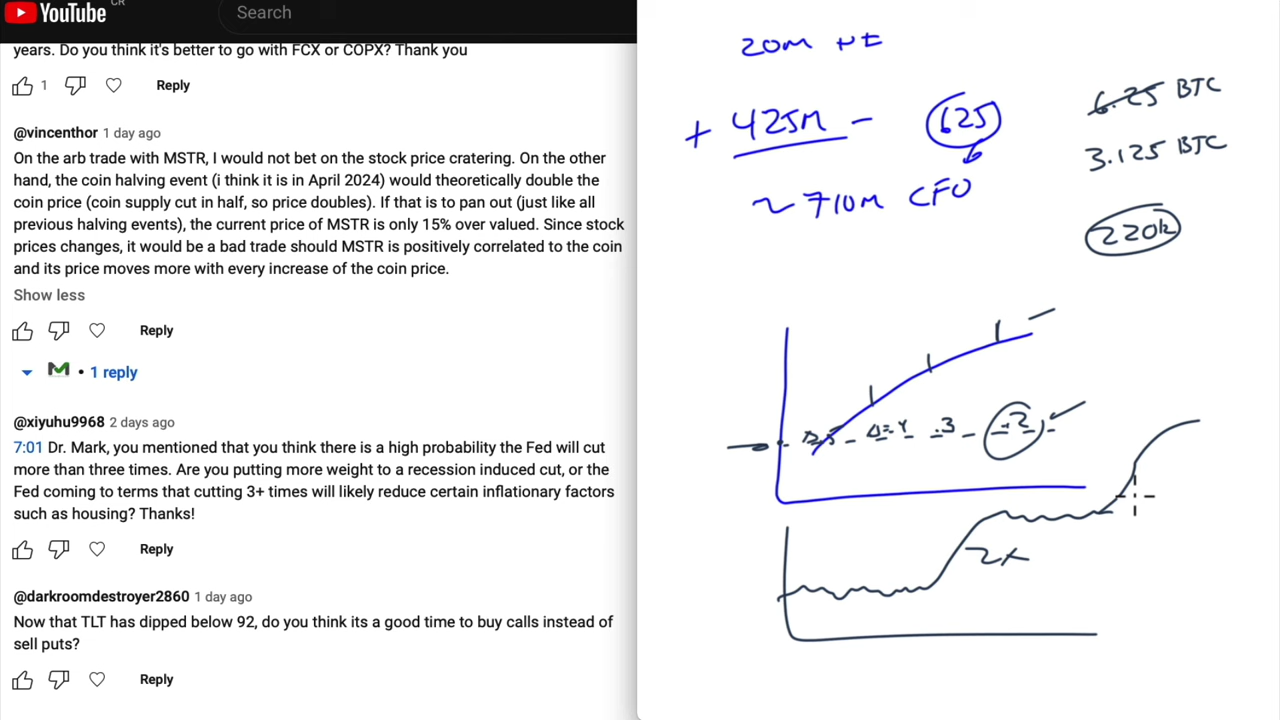 YouTube CR
Search
years. Do you think it's better to go with FCX or COPX? Thank you
1 Reply
@vincenthor 1 day ago
On the arb trade with MSTR, I would not bet on the stock price cratering. On the other
hand, the coin halving event (i think it is in April 2024) would theoretically double the
coin price (coin supply cut in half, so price doubles). If that is to pan out (just like all
previous halving events), the current price of MSTR is only 15% over valued. Since stock
prices changes, it would be a bad trade should MSTR is positively correlated to the coin
and its price moves more with every increase of the coin price.
Show less
Reply
1 reply
@xiyuhu9968 2 days ago
7:01 Dr. Mark, you mentioned that you think there is a high probability the Fed will cut
more than three times. Are you putting more weight to a recession induced cut, or the
Fed coming to terms that cutting 3+ times will likely reduce certain inflationary factors
such as housing? Thanks!
Reply
@darkroomdestroyer2860 1 day ago
Now that TLT has dipped below 92, do you think its a good time to buy calls instead of
sell puts?
Reply
20M
+ 425M - 625
~ 710M CFO
6.25 BTC
3.125 BTC
220k
.3 .2
2x